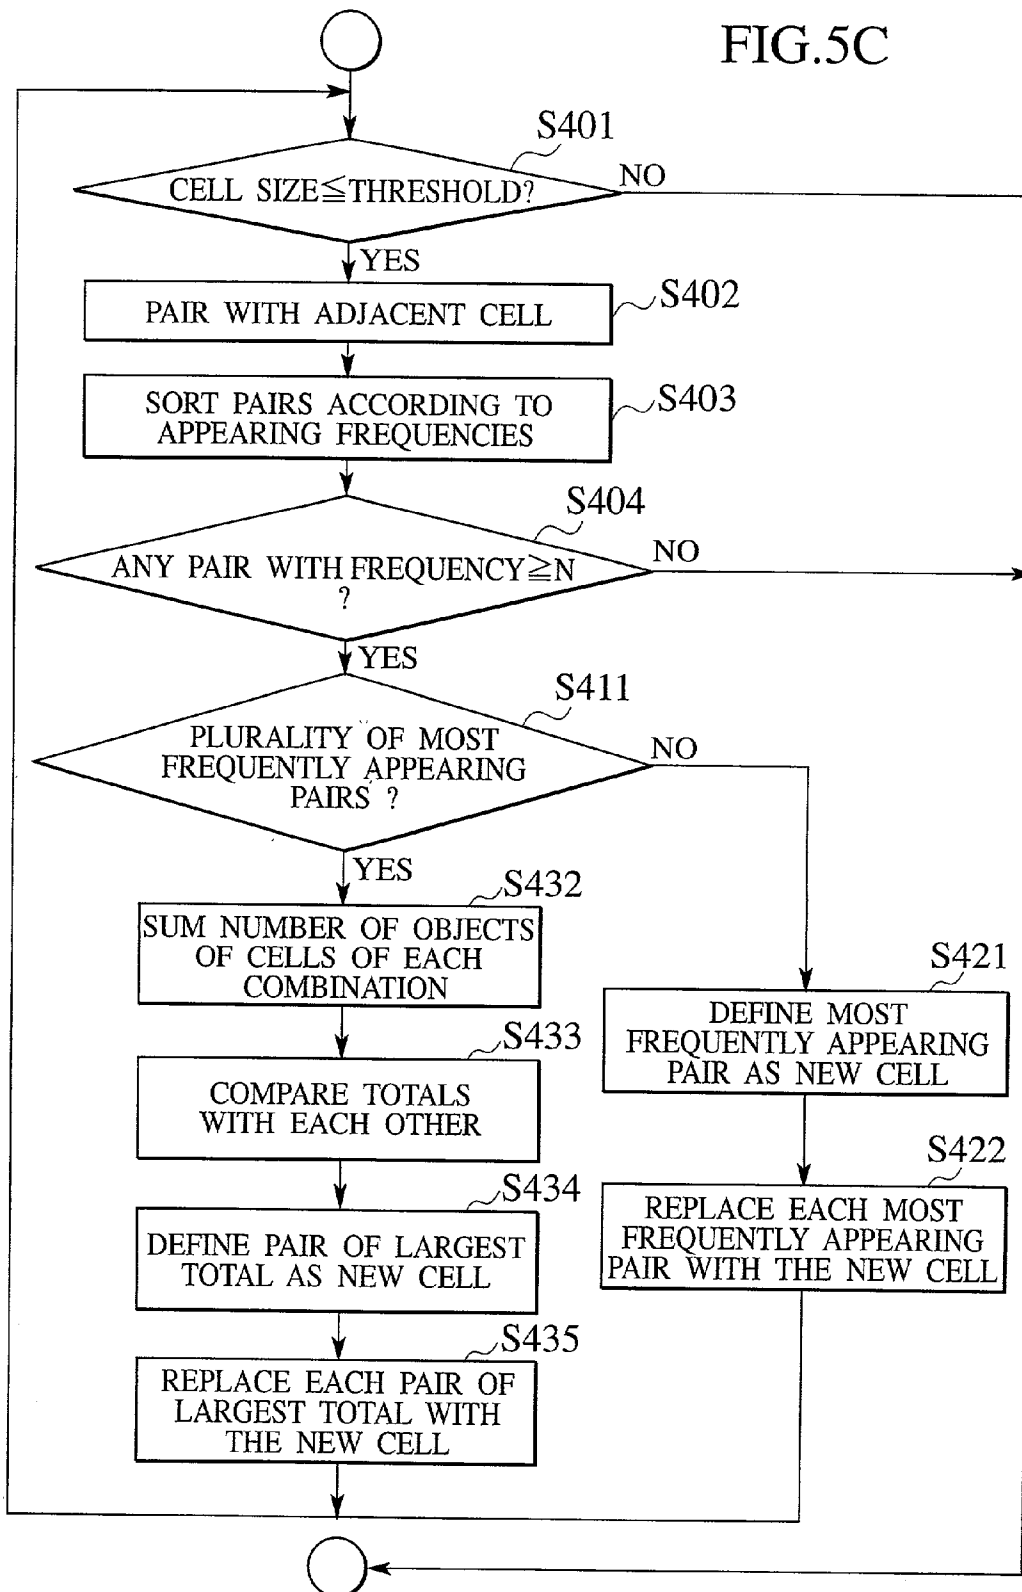 FIG.5C
S401
CELL SIZE≦THRESHOLD?
NO
YES
S402
PAIR WITH ADJACENT CELL
S403
SORT PAIRS ACCORDING TO
APPEARING FREQUENCIES
S404
ANY PAIR WITH FREQUENCY≧N
?
NO
YES
S411
PLURALITY OF MOST
FREQUENTLY APPEARING
PAIRS ?
NO
YES
S432
SUM NUMBER OF OBJECTS
OF CELLS OF EACH
COMBINATION
S433
COMPARE TOTALS
WITH EACH OTHER
S434
DEFINE PAIR OF LARGEST
TOTAL AS NEW CELL
S435
REPLACE EACH PAIR OF
LARGEST TOTAL WITH
THE NEW CELL
S421
DEFINE MOST
FREQUENTLY APPEARING
PAIR AS NEW CELL
S422
REPLACE EACH MOST
FREQUENTLY APPEARING
PAIR WITH THE NEW CELL